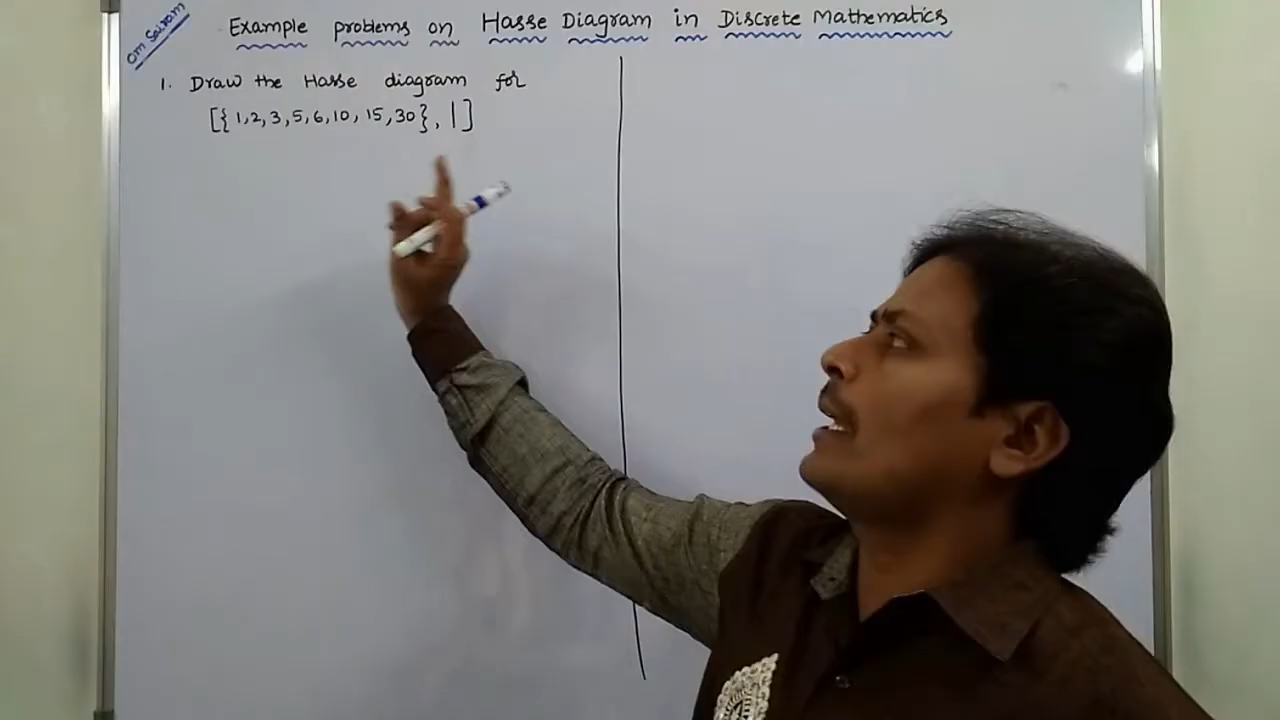 Om Sairam
Example problems on Hasse Diagram in Discrete Mathematics
1. Draw the Hasse diagram for
[{1,2,3,5,6,10,15,30}, |]